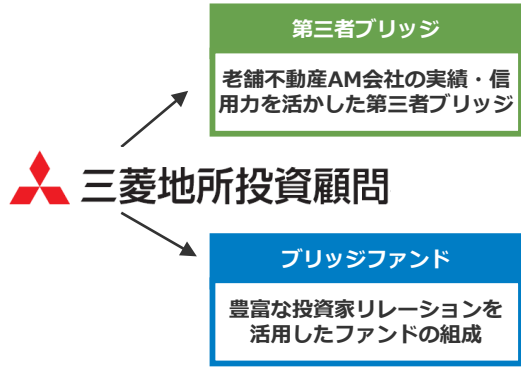 第三者ブリッジ
老舗不動産AM会社の実績・信
用力を活かした第三者ブリッジ
三菱地所投資顧問
ブリッジファンド
豊富な投資家リレーションを
活用したファンドの組成